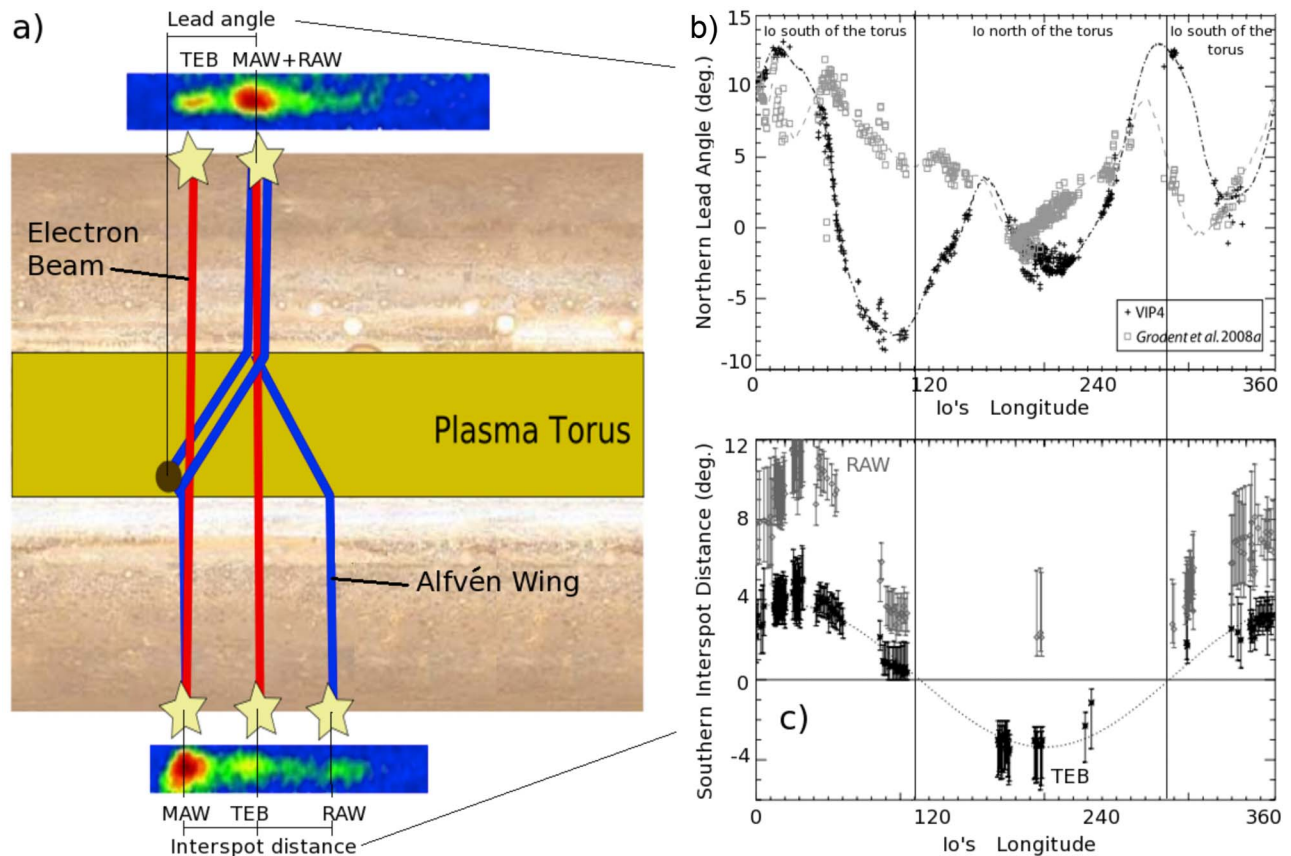 a)
Lead angle
TEB MAW+RAW
Electron
Beam
Plasma Torus
Alfvén Wing
MAW TEB RAW
Interspot distance
b)
Northern Lead Angle (deg.)
15
10
5
0
-5
-10
Io south of the torus
Io north of the torus
Io south of
the torus
VIP4
Grodent et al. 2008a
0 120 240 360
Io's Longitude
c)
Southern Interspot Distance (deg.)
12
8
4
0
-4
RAW
TEB
0 120 240 360
Io's Longitude